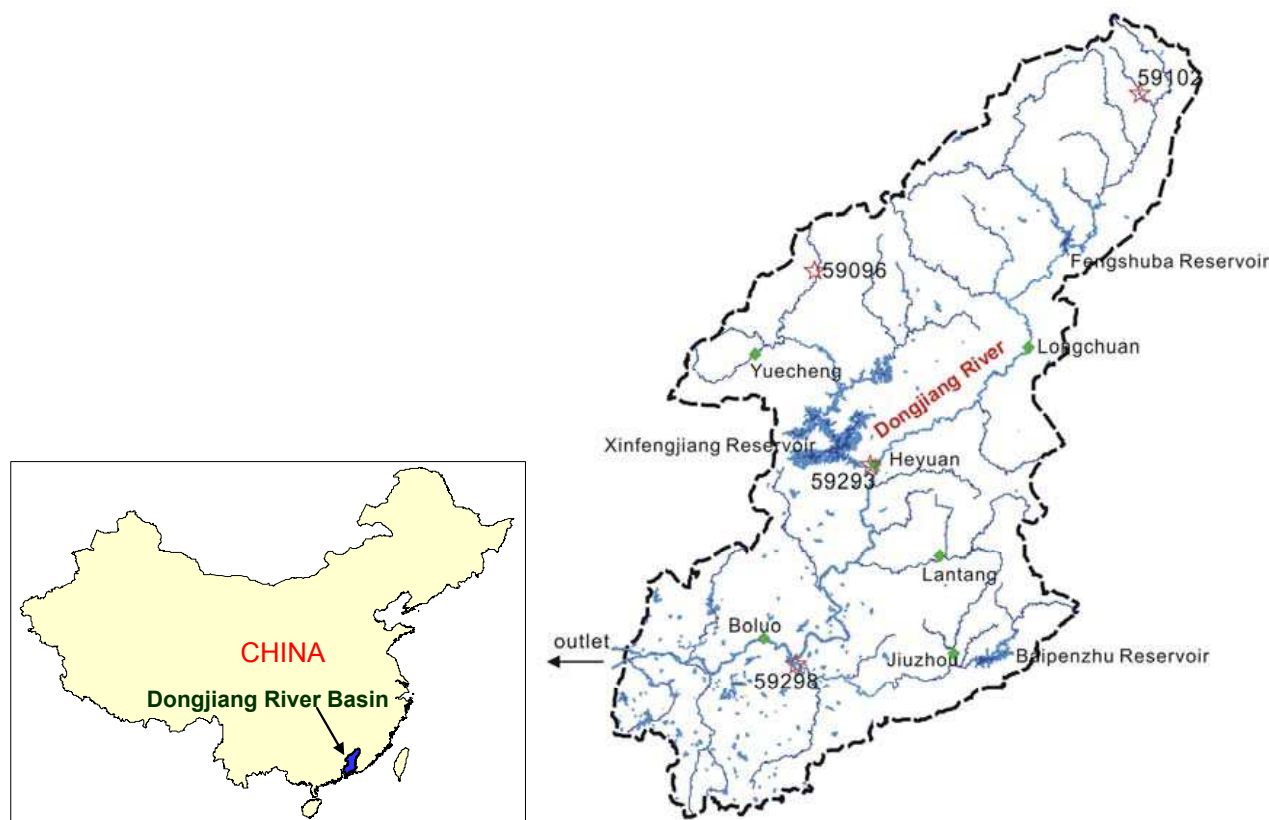 59102
Fengshuba Reservoir
59096
Longchuan
Yuecheng
Dongjiang River
Xinfengjiang Reservoir
Heyuan
59293
Lantang
Boluo
outlet
Jiuzhou
Baipenzhu Reservoir
59298
CHINA
Dongjiang River Basin